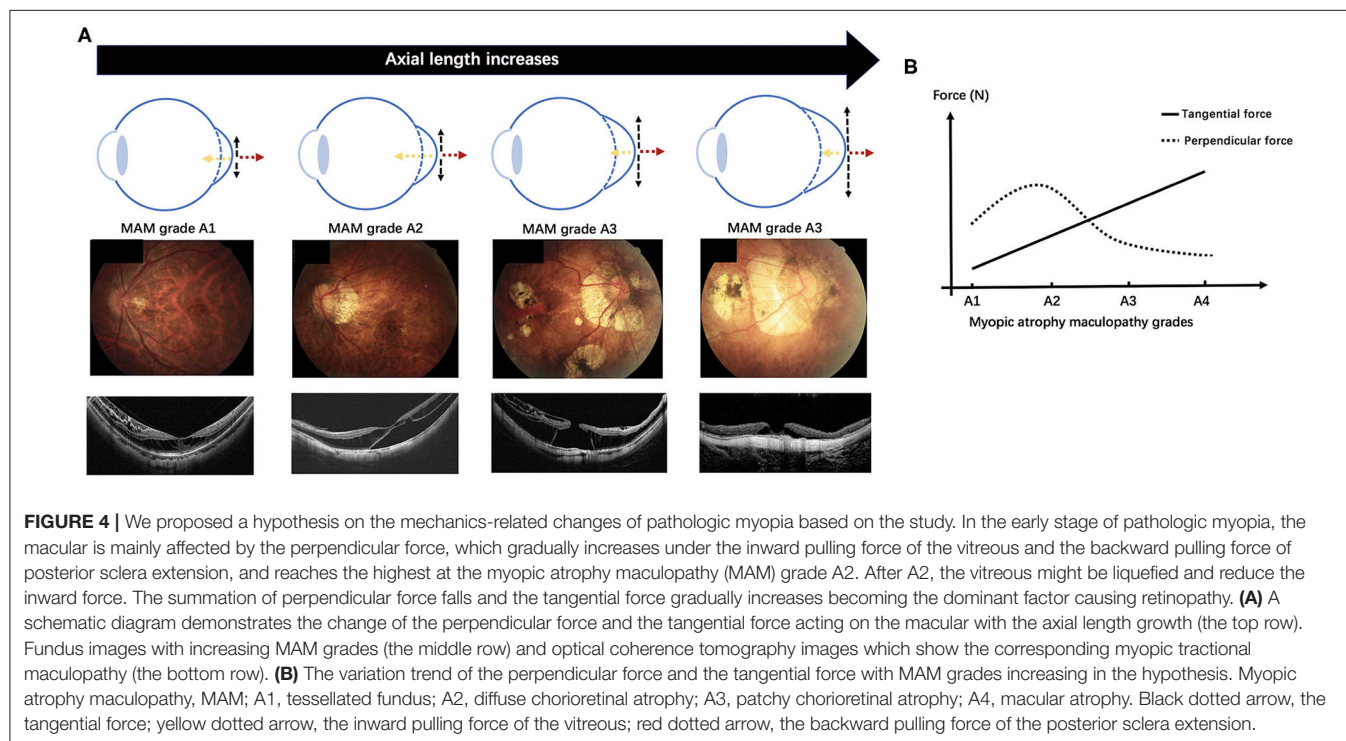 A
Axial length increases
MAM grade A1
MAM grade A2
MAM grade A3
MAM grade A3
B
Force (N)
Tangential force
Perpendicular force
A1
A2
A3
A4
Myopic atrophy maculopathy grades
FIGURE 4 | We proposed a hypothesis on the mechanics-related changes of pathologic myopia based on the study. In the early stage of pathologic myopia, the
macular is mainly affected by the perpendicular force, which gradually increases under the inward pulling force of the vitreous and the backward pulling force of
posterior sclera extension, and reaches the highest at the myopic atrophy maculopathy (MAM) grade A2. After A2, the vitreous might be liquefied and reduce the
inward force. The summation of perpendicular force falls and the tangential force gradually increases becoming the dominant factor causing retinopathy. (A) A
schematic diagram demonstrates the change of the perpendicular force and the tangential force acting on the macular with the axial length growth (the top row).
Fundus images with increasing MAM grades (the middle row) and optical coherence tomography images which show the corresponding myopic tractional
maculopathy (the bottom row). (B) The variation trend of the perpendicular force and the tangential force with MAM grades increasing in the hypothesis. Myopic
atrophy maculopathy, MAM; A1, tessellated fundus; A2, diffuse chorioretinal atrophy; A3, patchy chorioretinal atrophy; A4, macular atrophy. Black dotted arrow, the
tangential force; yellow dotted arrow, the inward pulling force of the vitreous; red dotted arrow, the backward pulling force of the posterior sclera extension.